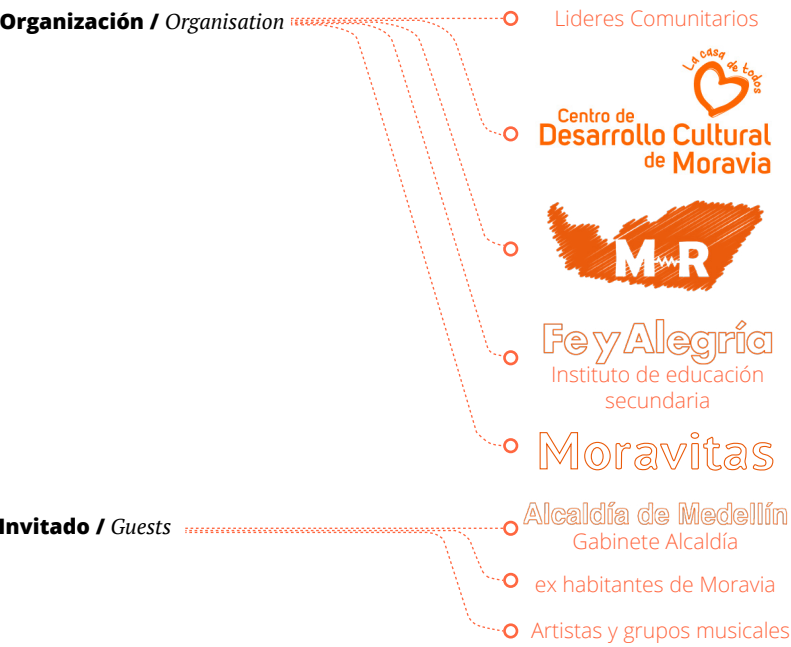 Organización / Organisation
Lideres Comunitarios
La casa de todos
Centro de
Desarrollo Cultural
de Moravia
M R
Fe y Alegría
Instituto de educación
secundaria
Moravitas
Invitado / Guests
Alcaldía de Medellín
Gabinete Alcaldía
ex habitantes de Moravia
Artistas y grupos musicales